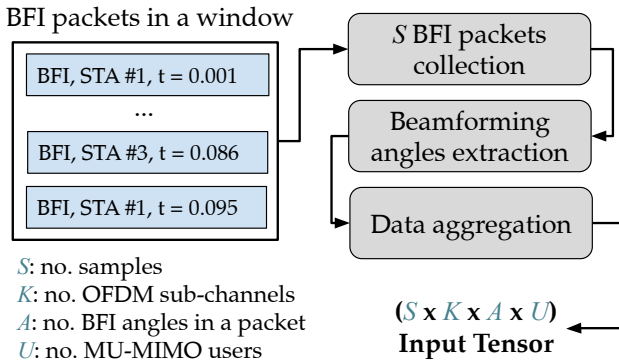 BFI packets in a window
BFI, STA #1, t = 0.001
...
BFI, STA #3, t = 0.086
BFI, STA #1, t = 0.095
S: no. samples
K: no. OFDM sub-channels
A: no. BFI angles in a packet
U: no. MU-MIMO users
S BFI packets
collection
Beamforming
angles extraction
Data aggregation
(S x K x A x U)
Input Tensor